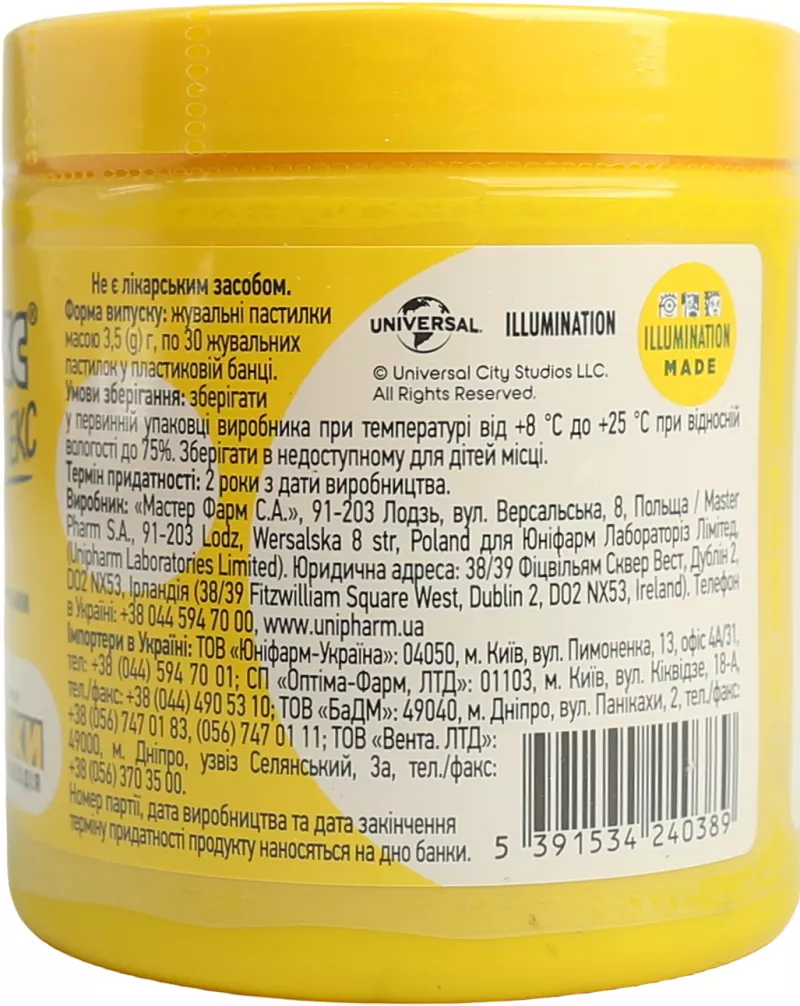 Не є лікарським засобом.
Форма випуску: жувальні пастилки
масою 3,5 (g) г, по 30 жувальних
пастилок у пластиковій банці.
Умови зберігання: зберігати
у первинній упаковці виробника при температурі від +8 °C до +25 °C при відносній
вологості до 75%. Зберігати в недоступному для дітей місці.
Термін придатності: 2 роки з дати виробництва.
Виробник: «Мастер Фарм С.А.», 91-203 Лодзь, вул. Версальська, 8, Польща / Master
Pharm S.A., 91-203 Lodz, Wersalska 8 str, Poland для Юніфарм Лабораторіз Лімітед,
(Unipharm Laboratories Limited). Юридична адреса: 38/39 Фіцвільям Сквер Вест, Дублін 2,
DO2 NX53, Ірландія (38/39 Fitzwilliam Square West, Dublin 2, DO2 NX53, Ireland). Телефон
в Україні: +38 044 594 70 00, www.unipharm.ua
Імпортери в Україні: ТОВ «Юніфарм-Україна»: 04050, м. Київ, вул. Пимоненка, 13, офіс 4А/31,
тел: +38 (044) 594 70 01; СП «Оптіма-Фарм, ЛТД»: 01103, м. Київ, вул. Кіквідзе, 18-А,
тел./факс: +38 (044) 490 53 10; ТОВ «БаДМ»: 49040, м. Дніпро, вул. Панікахи, 2, тел./факс:
+38 (056) 747 01 83, (056) 747 01 11; ТОВ «Вента. ЛТД»:
49000, м. Дніпро, узвіз Селянський, 3а, тел./факс:
+38 (056) 370 35 00.
Номер партії, дата виробництва та дата закінчення
терміну придатності продукту наносяться на дно банки.
UNIVERSAL
ILLUMINATION
ILLUMINATION
MADE
© Universal City Studios LLC.
All Rights Reserved.
5 391534 240389